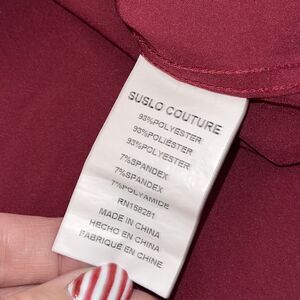 SUSLO COUTURE
93%POLYESTER
93%POLIÉSTER
93%POLYESTER
7%SPANDEX
7%SPANDEX
7%POLYAMIDE
RN158281
MADE IN CHINA
HECHO EN CHINA
FABRIQUÉ EN CHINE